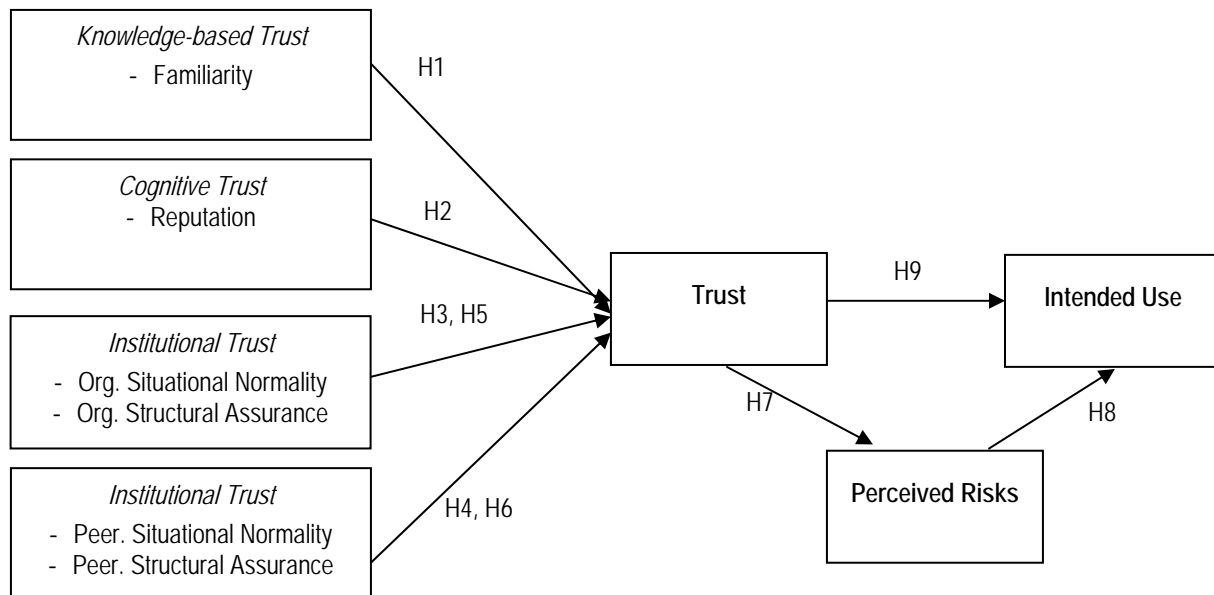 Knowledge-based Trust
- Familiarity
H1
Cognitive Trust
- Reputation
H2
Institutional Trust
- Org. Situational Normality
- Org. Structural Assurance
H3, H5
Institutional Trust
- Peer. Situational Normality
- Peer. Structural Assurance
H4, H6
Trust
H9
Intended Use
H7
H8
Perceived Risks